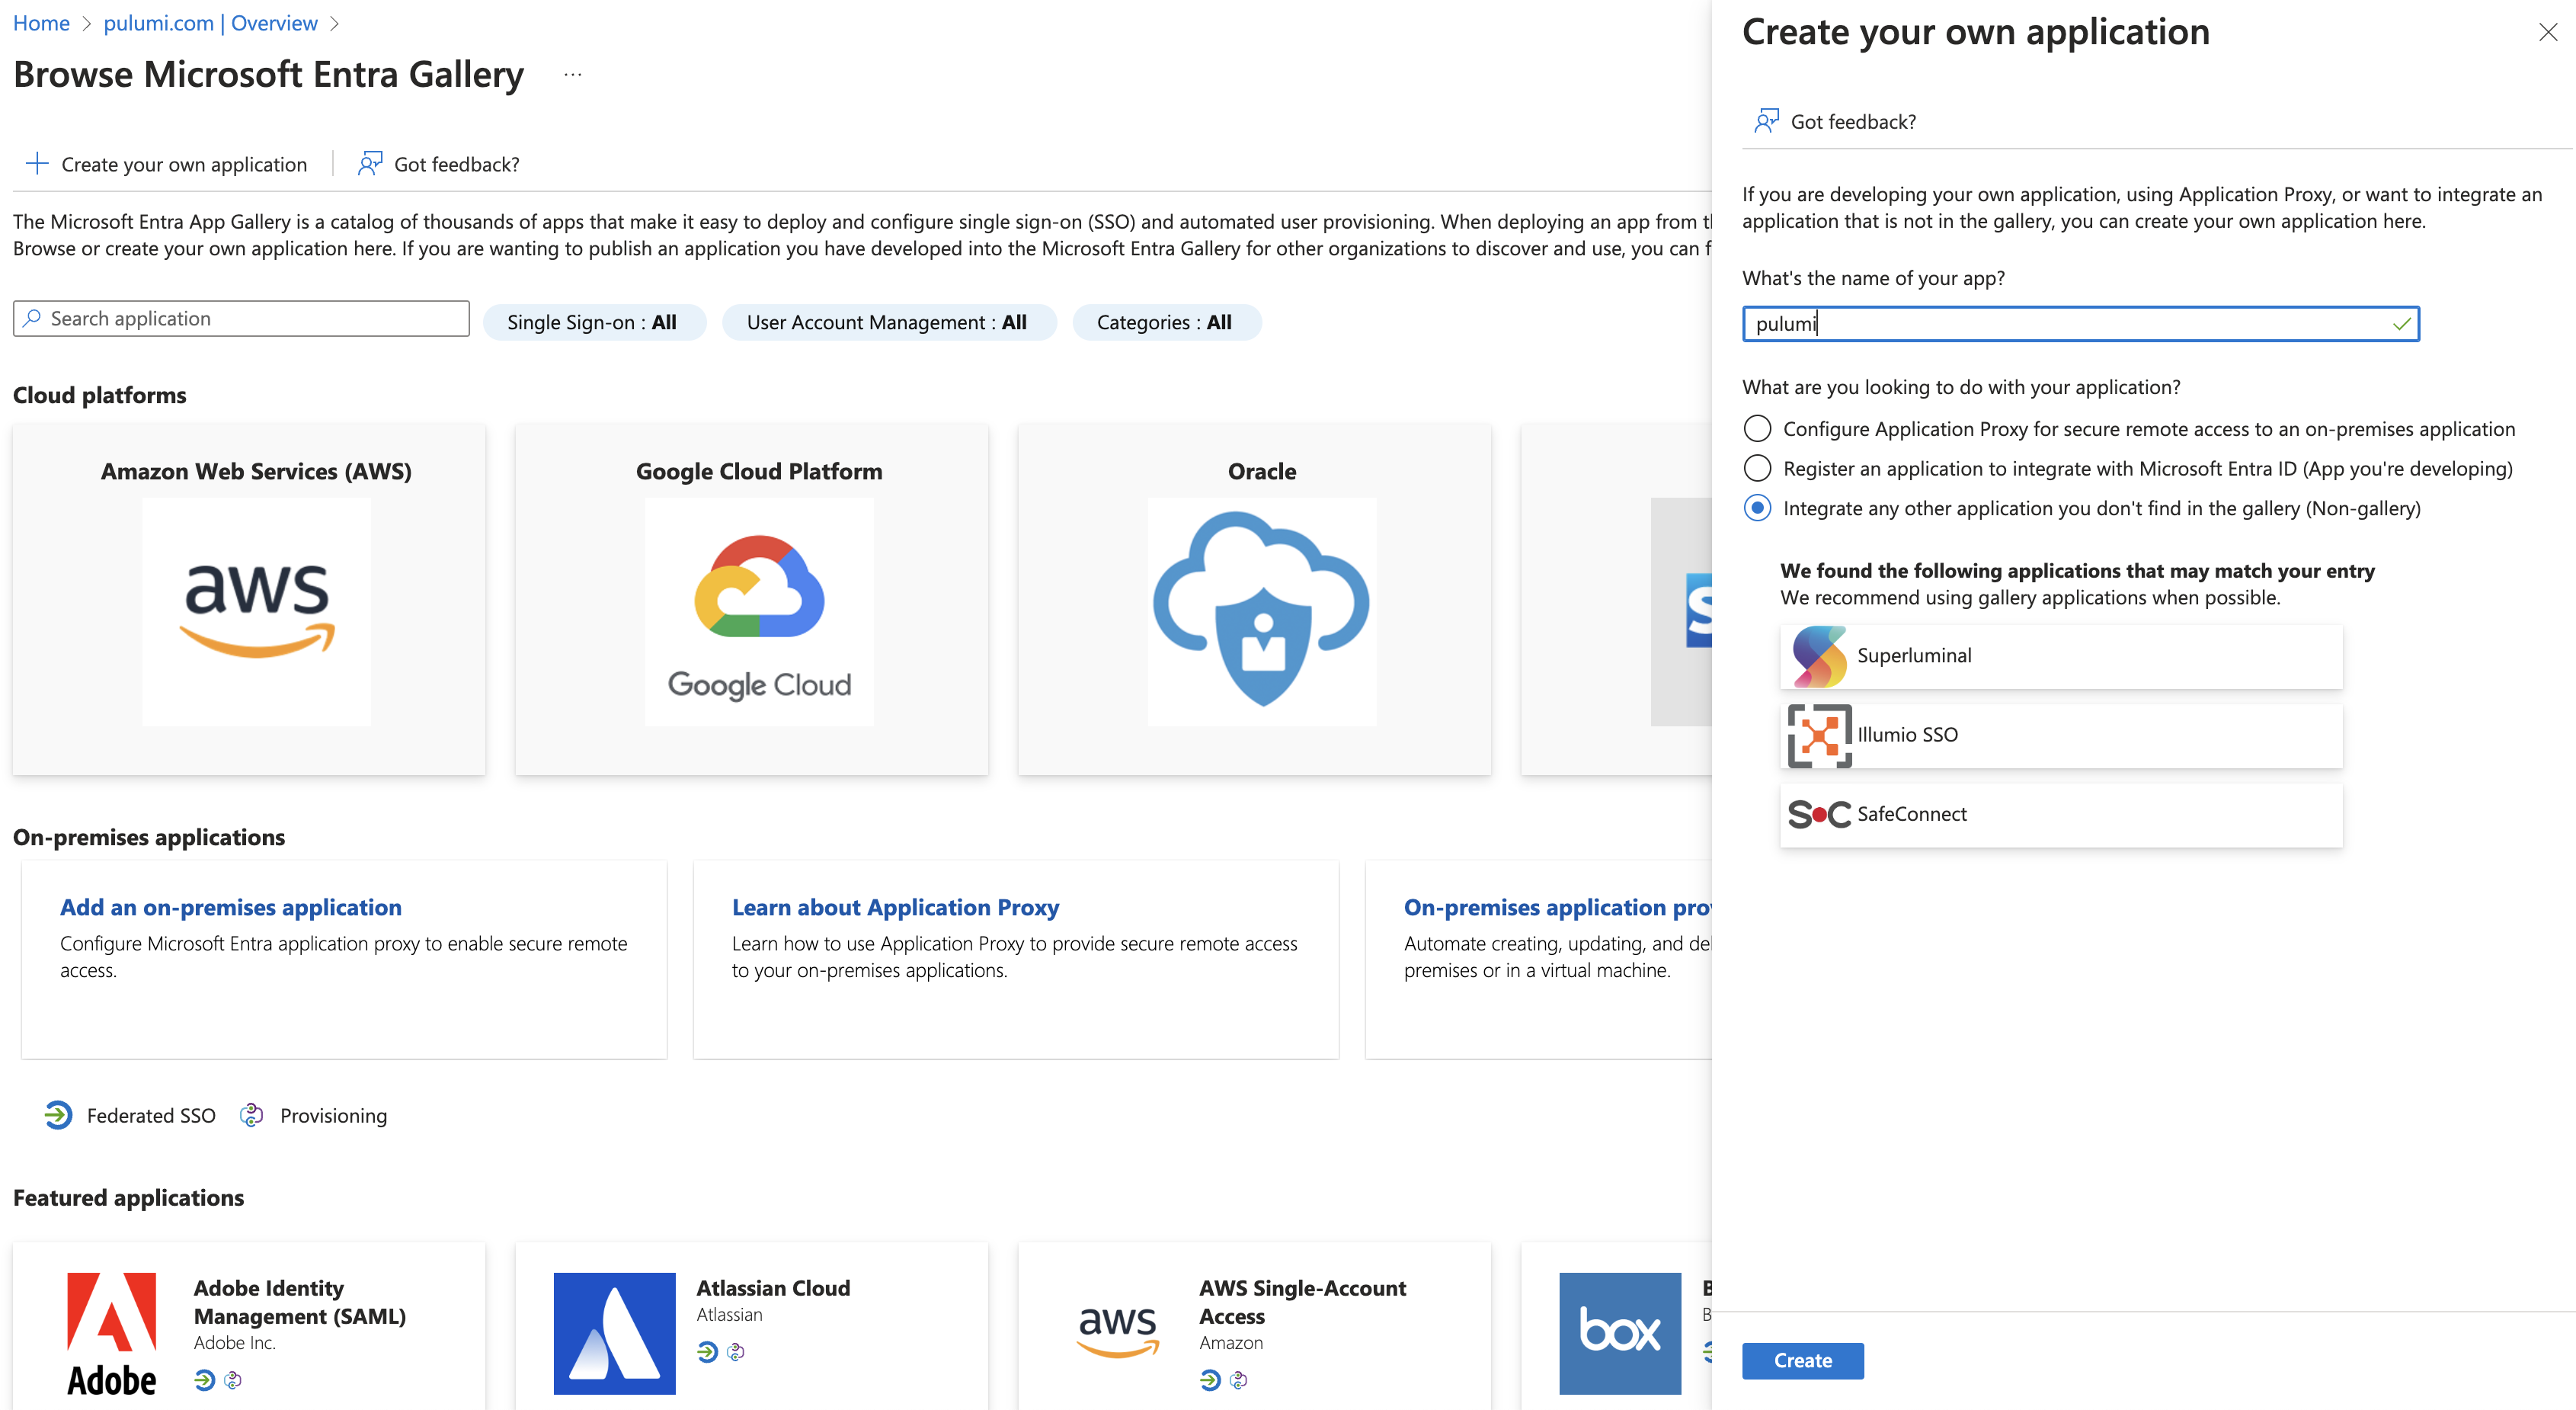 Home > pulumi.com | Overview >
Browse Microsoft Entra Gallery ...
Create your own application
Got feedback?
The Microsoft Entra App Gallery is a catalog of thousands of apps that make it easy to deploy and configure single sign-on (SSO) and automated user provisioning. When deploying an app from
Browse or create your own application here. If you are wanting to publish an application you have developed into the Microsoft Entra Gallery for other organizations to discover and use, you can
Search application
Single Sign-on : All
User Account Management : All
Categories : All
Cloud platforms
Amazon Web Services (AWS)
aws
Google Cloud Platform
Google Cloud
Oracle
On-premises applications
Add an on-premises application
Configure Microsoft Entra application proxy to enable secure remote
access.
Learn about Application Proxy
Learn how to use Application Proxy to provide secure remote access
to your on-premises applications.
On-premises application
Automate creating, updating, and
premises or in a virtual machine.
Federated SSO
Provisioning
Featured applications
Adobe
Adobe Identity
Management (SAML)
Adobe Inc.
Atlassian Cloud
Atlassian
aws
AWS Single-Account
Access
Amazon
box
Create your own application
Got feedback?
If you are developing your own application, using Application Proxy, or want to integrate an
application that is not in the gallery, you can create your own application here.
What's the name of your app?
pulumi
What are you looking to do with your application?
Configure Application Proxy for secure remote access to an on-premises application
Register an application to integrate with Microsoft Entra ID (App you're developing)
Integrate any other application you don't find in the gallery (Non-gallery)
We found the following applications that may match your entry
We recommend using gallery applications when possible.
Superluminal
Illumio SSO
S•C SafeConnect
Create